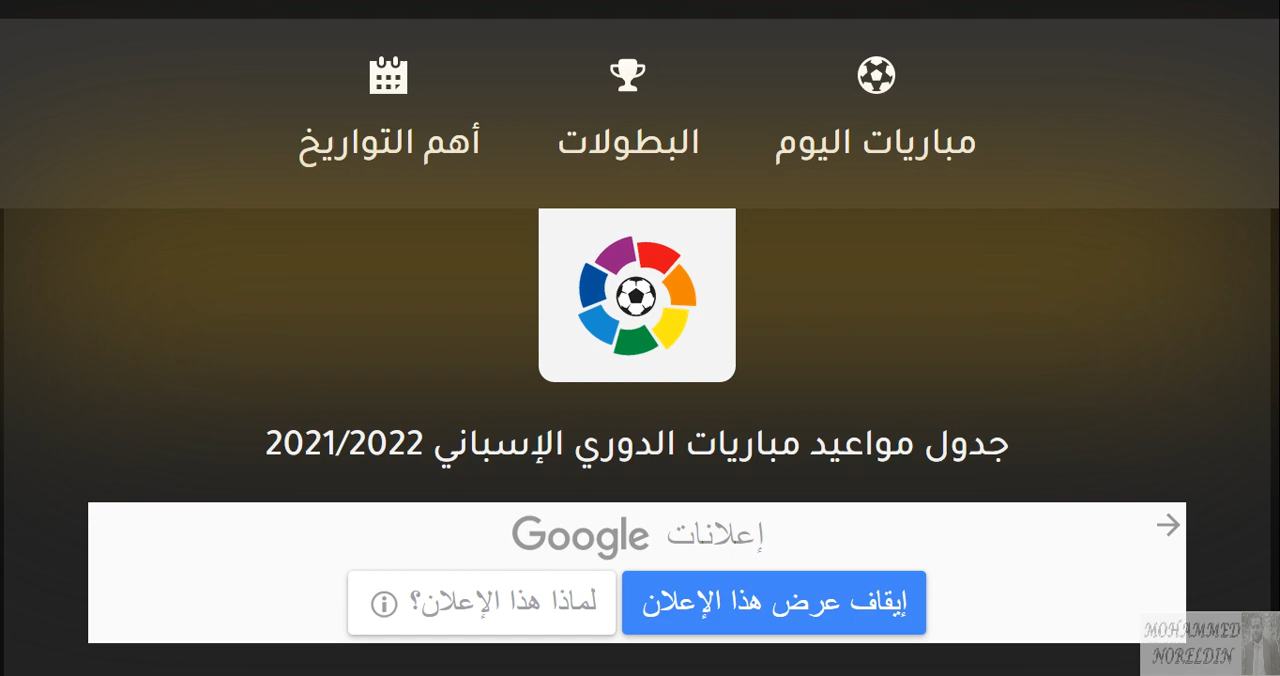 مباريات اليوم
البطولات
أهم التواريخ
جدول مواعيد مباريات الدوري الإسباني 2021/2022
إعلانات Google
إيقاف عرض هذا الإعلان
لماذا هذا الإعلان؟
MOHAMMED
NORELDIN